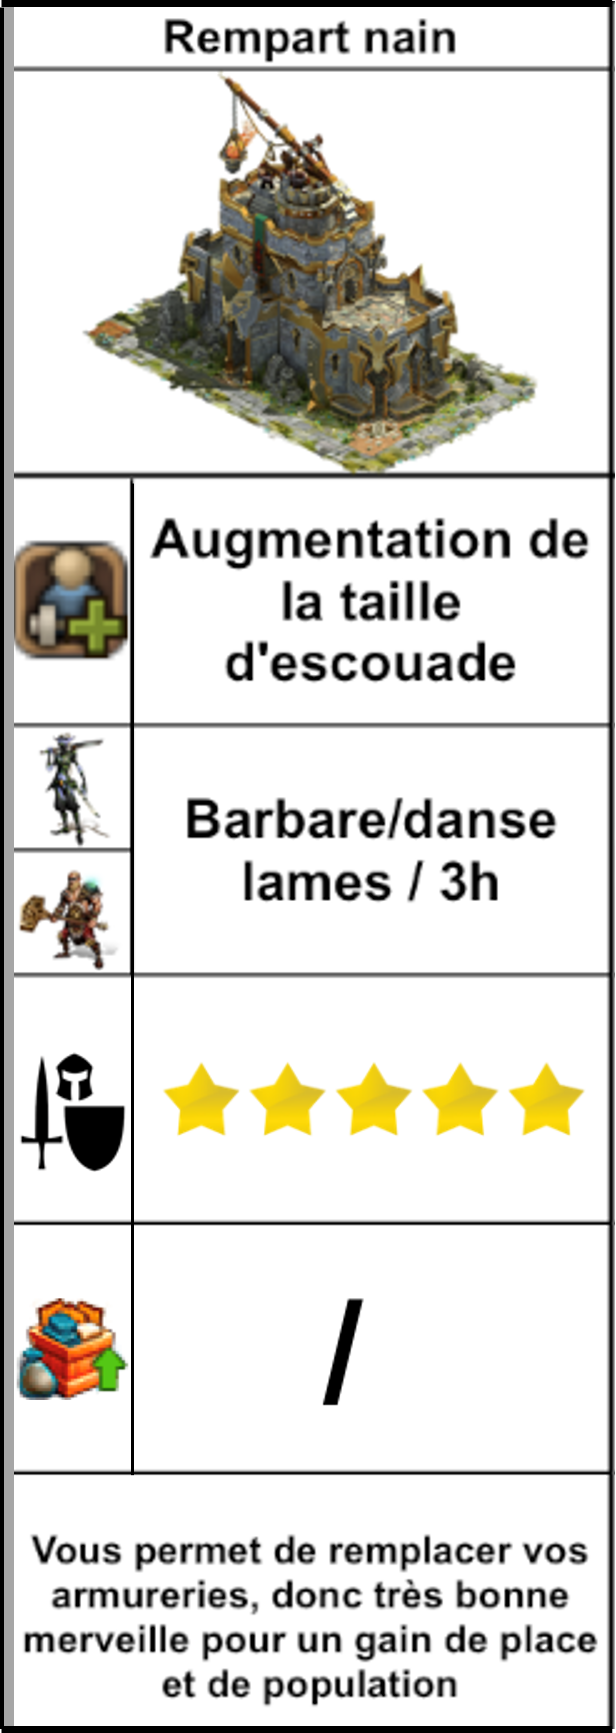 Rempart nain
Augmentation de
la taille
d'escouade
Barbare/danse
lames / 3h
/
Vous permet de remplacer vos
armureries, donc très bonne
merveille pour un gain de place
et de population